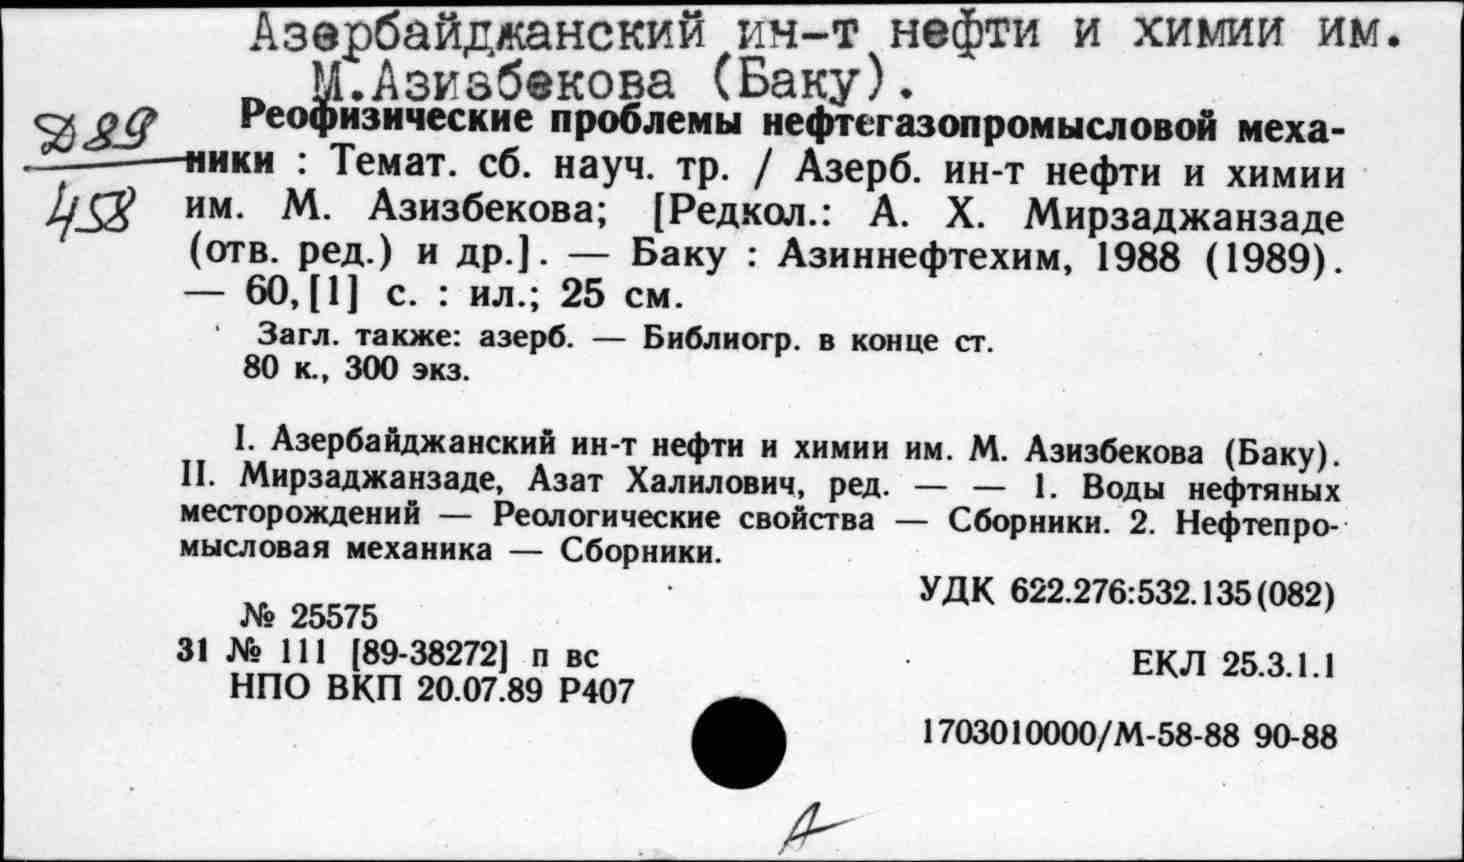 Азербайджанский ин-т нефти и химии им.
М.Азизбекова (Баку).
Д89
458
Реофизические проблемы нефтегазопромысловой меха-
ники : Темат. сб. науч. тр. / Азерб. ин-т нефти и химии
им. М. Азизбекова; [Редкол.: А. Х. Мирзаджанзаде
(отв. ред.) и др.]. — Баку : Азиннефтехим, 1988 (1989).
— 60,[1] с. : ил.; 25 см.
Загл. также: азерб. — Библиогр. в конце ст.
80 к., 300 экз.
I. Азербайджанский ин-т нефти и химии им. М. Азизбекова (Баку).
II. Мирзаджанзаде, Азат Халилович, ред. — — 1. Воды нефтяных
месторождений — Реологические свойства — Сборники. 2. Нефтепро-
мысловая механика — Сборники.
УДК 622.276:532.135(082)
№ 25575
31 № 111 [89-38272] п вс
НПО ВКП 20.07.89 Р407
ЕКЛ 25.3.1.1
1703010000/М-58-88 90-88
А